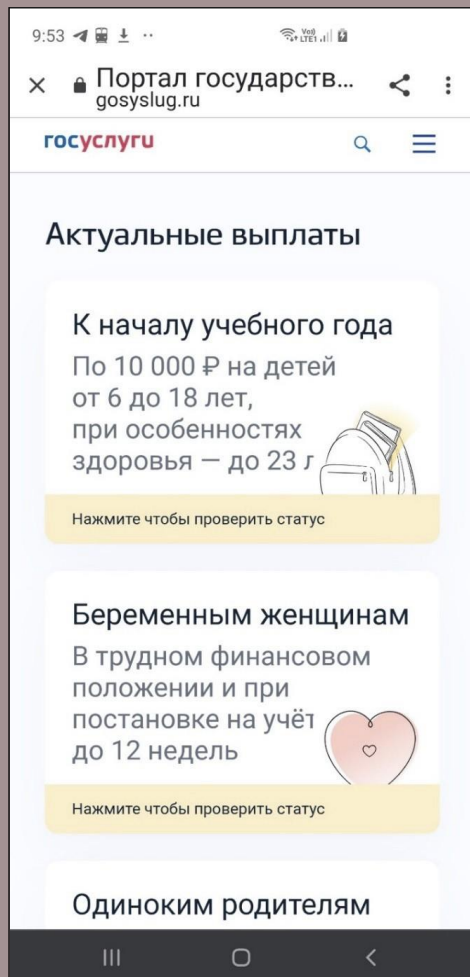 9:53
Vo)) LTE1
Портал государств...
gosyslug.ru
госуслуги
Актуальные выплаты
К началу учебного года
По 10 000 ₽ на детей
от 6 до 18 лет,
при особенностях
здоровья — до 23 л
Нажмите чтобы проверить статус
Беременным женщинам
В трудном финансовом
положении и при
постановке на учёт
до 12 недель
Нажмите чтобы проверить статус
Одиноким родителям